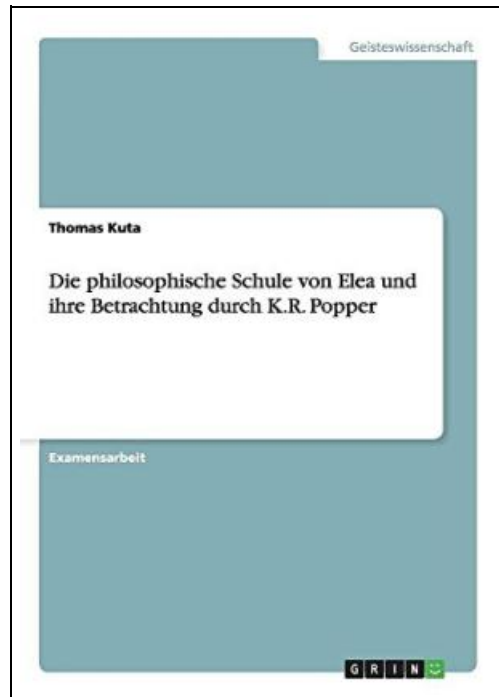 Geisteswissenschaft
Thomas Kuta
Die philosophische Schule von Elea und
ihre Betrachtung durch K.R. Popper
Examensarbeit
GRIN